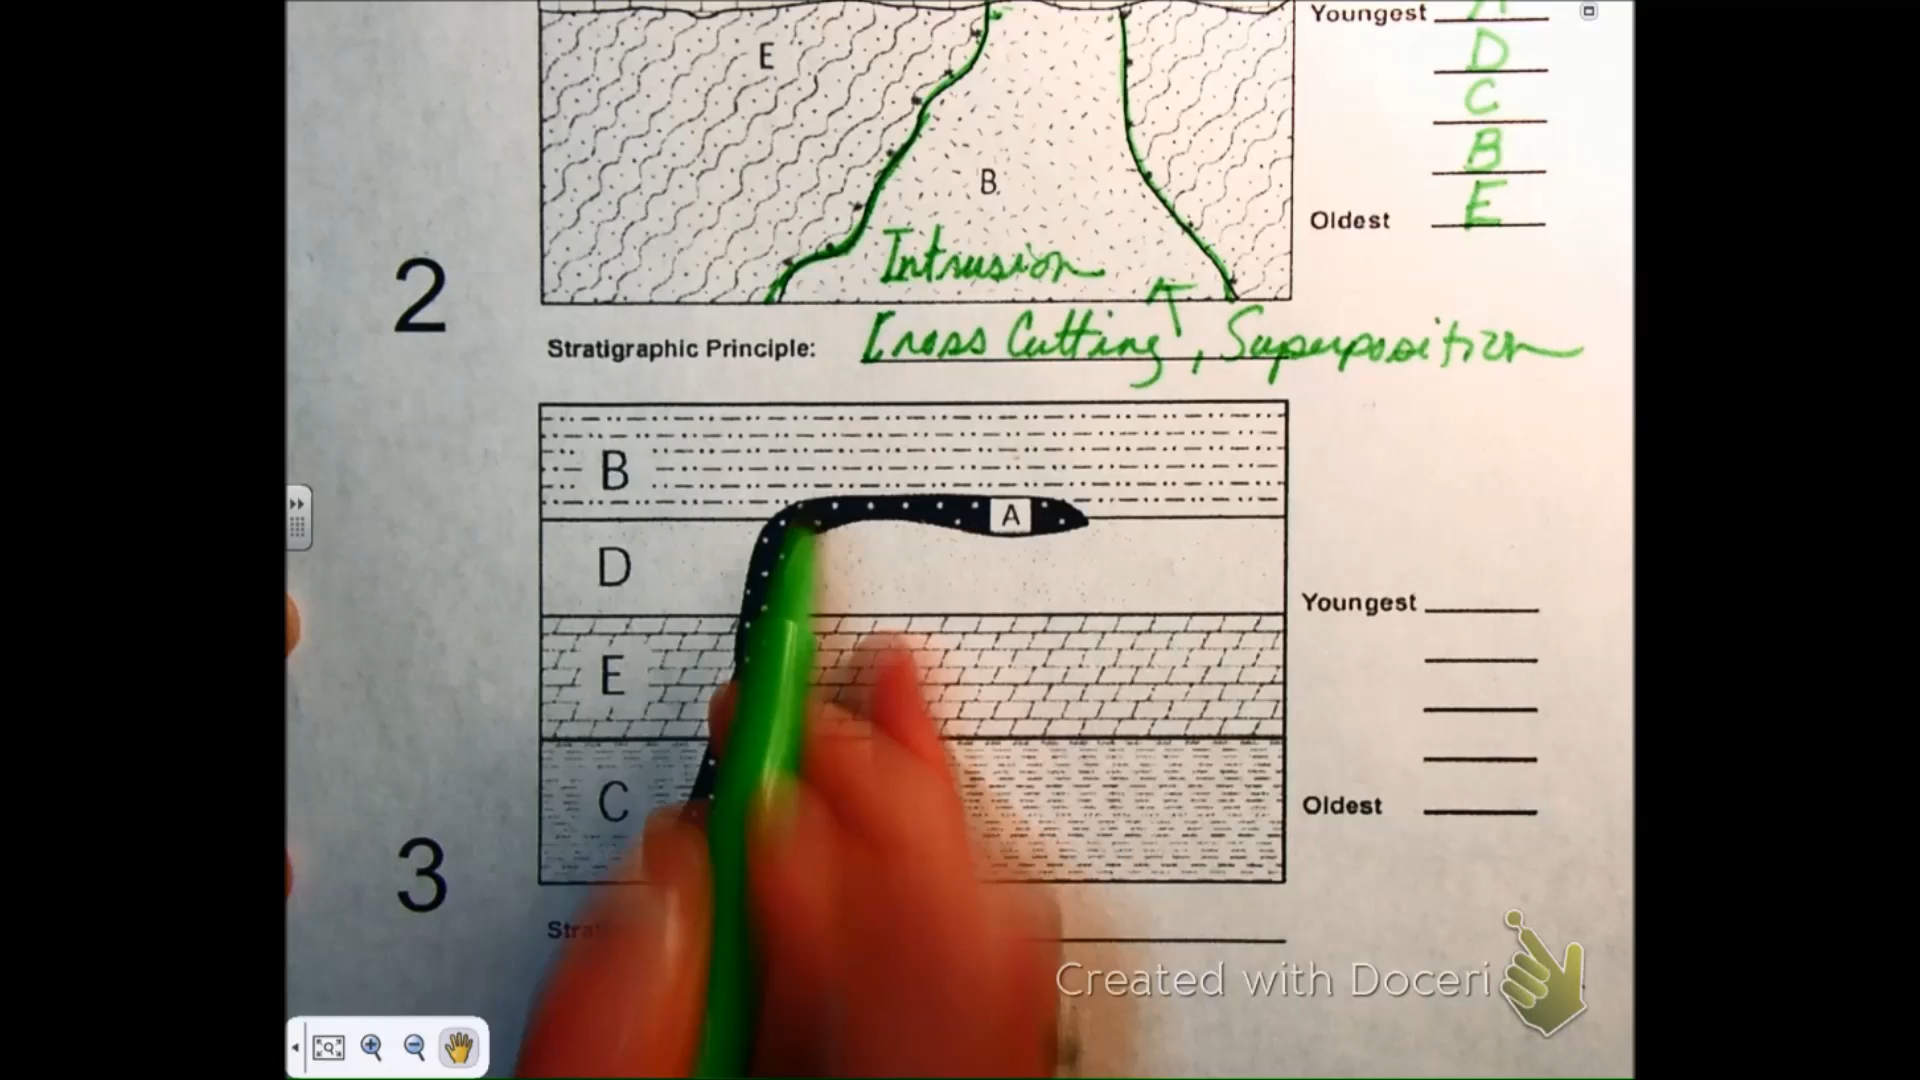 Youngest A
D
E
C
B
B
E
Oldest
Intrusion
2
Stratigraphic Principle: Cross Cutting, Superposition
B
A
D
Youngest
E
C
Oldest
3
Created with Doceri